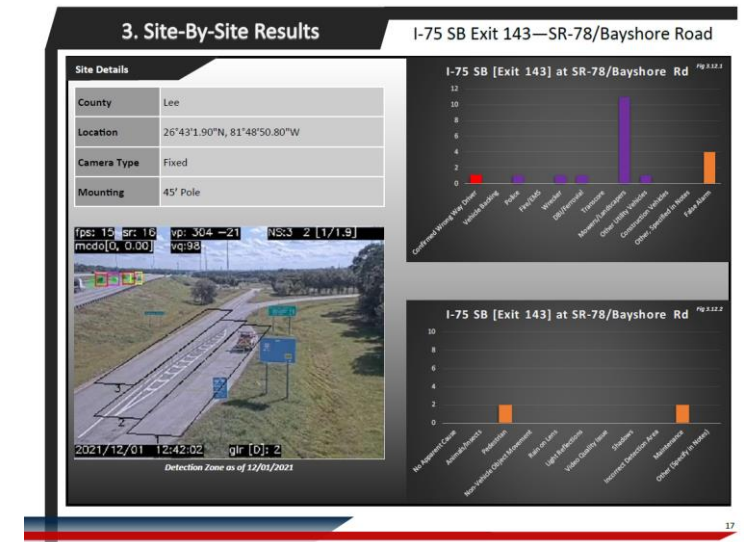 3. Site-By-Site Results
I-75 SB Exit 143—SR-78/Bayshore Road
Site Details
County Lee
Location 26°43'1.90"N, 81°48'50.80"W
Camera Type Fixed
Mounting 45' Pole
fps: 15 sr: 16 vp: 304 -21 NS:3 2 [1/1.9]
mcdo[0, 0.00] vq:98
3
2
1
2021/12/01 12:42:02 glr [D]: 2
Detection Zone as of 12/01/2021
I-75 SB [Exit 143] at SR-78/Bayshore Rd Fig 3.12.1
12
10
8
6
4
2
0
Confirmed Wrong Way Driver
Vehicle Backing
Police
Fire/EMS
Wrecker
DBI/Ferrovial
Transcore
Mowers/Landscapers
Other Utility Vehicles
Construction Vehicles
Other, Specified in Notes
False Alarm
I-75 SB [Exit 143] at SR-78/Bayshore Rd Fig 3.12.2
10
8
6
4
2
0
No Apparent Cause
Animals/Insects
Pedestrian
Non-Vehicle Object Movement
Rain on Lens
Light Reflections
Video Quality Issue
Shadows
Incorrect Detection Area
Maintenance
Other (Specify in Notes)
17